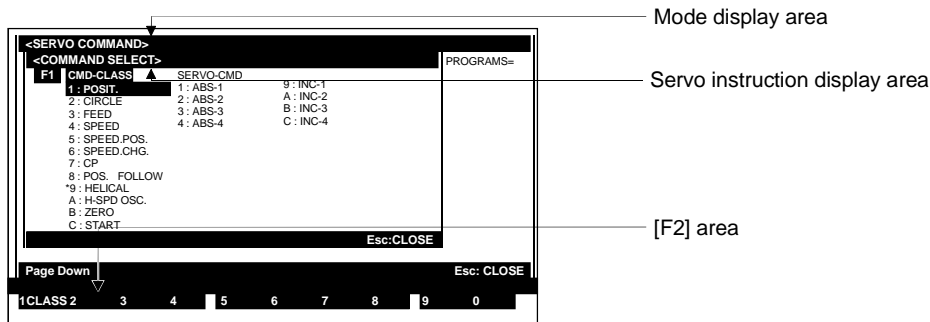 Mode display area
<SERVO COMMAND>
<COMMAND SELECT>
PROGRAMS=
F1 CMD-CLASS SERVO-CMD
Servo instruction display area
1 : POSIT. 1 : ABS-1 9 : INC-1
2 : CIRCLE 2 : ABS-2 A : INC-2
3 : FEED 3 : ABS-3 B : INC-3
4 : SPEED 4 : ABS-4 C : INC-4
5 : SPEED.POS.
6 : SPEED.CHG.
7 : CP
8 : POS. FOLLOW
*9 : HELICAL
A : H-SPD OSC.
B : ZERO
C : START
[F2] area
Esc:CLOSE
Page Down Esc: CLOSE
1CLASS 2 3 4 5 6 7 8 9 0